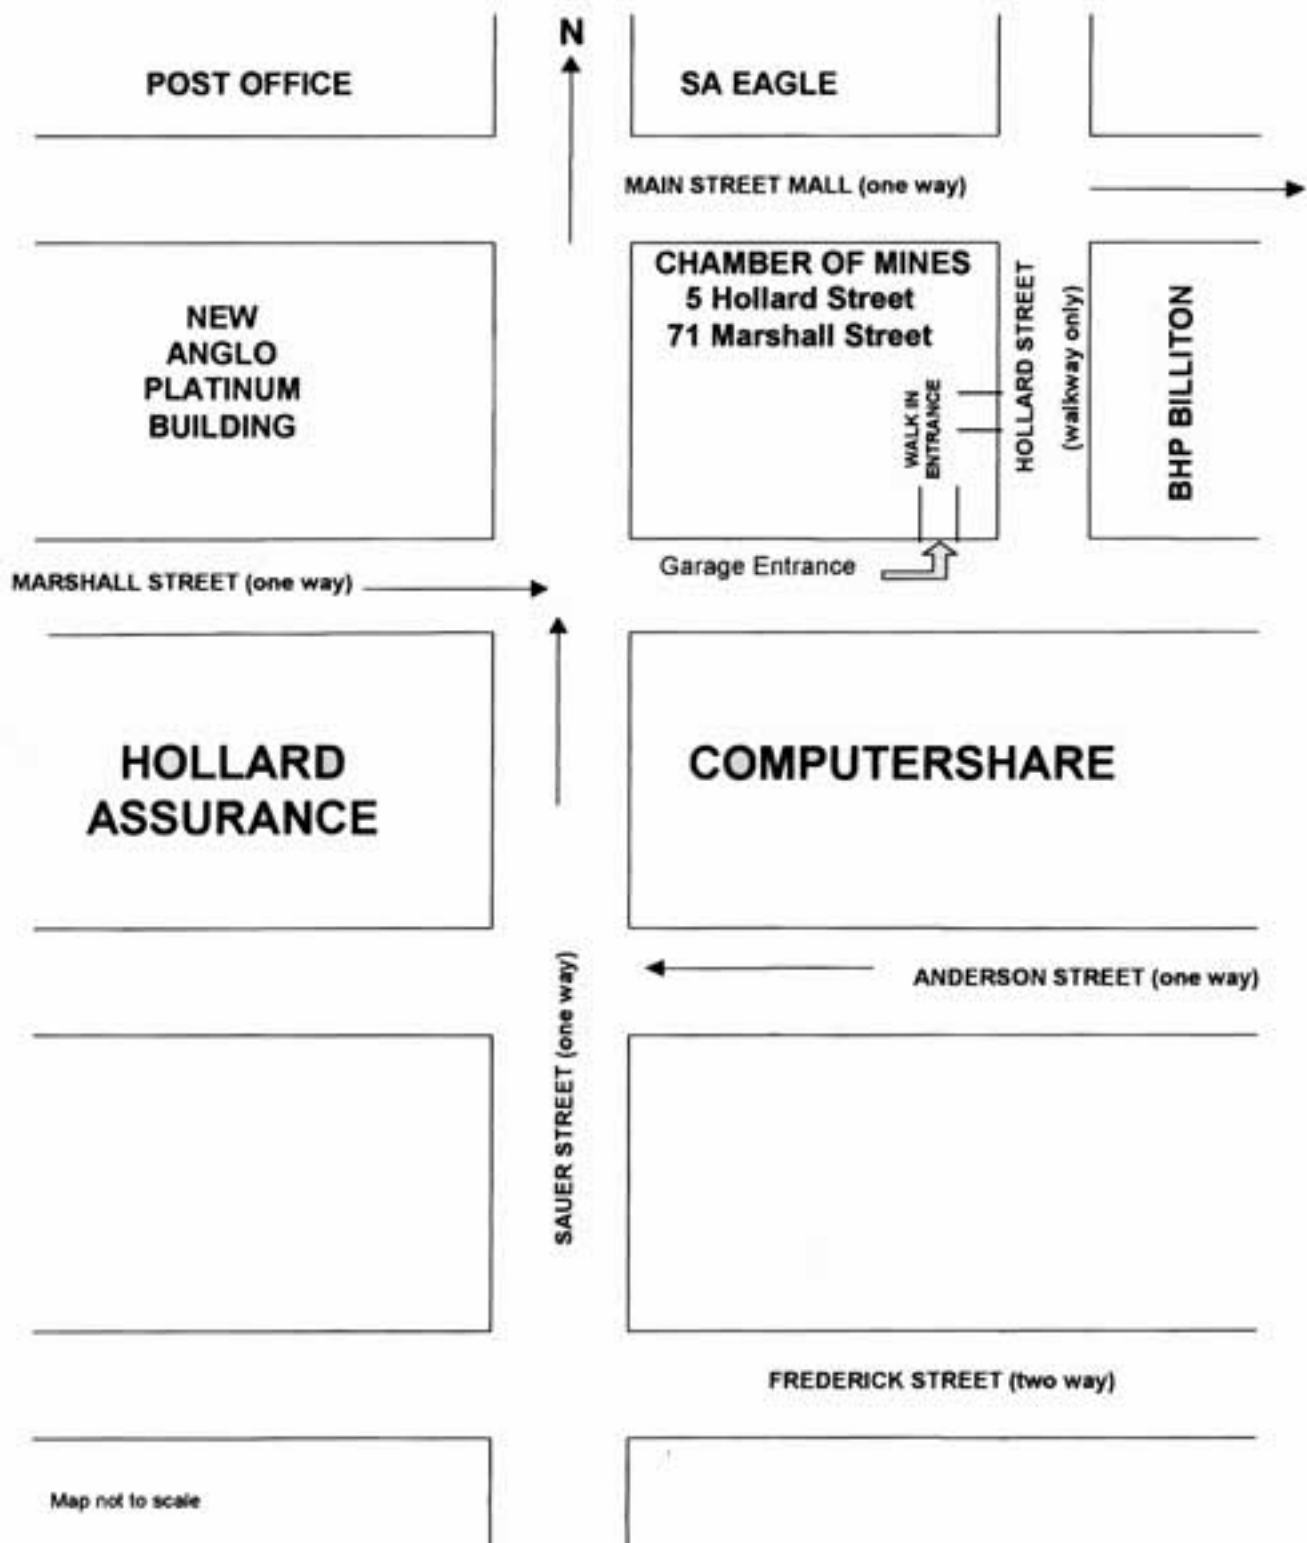 N
POST OFFICE
SA EAGLE
MAIN STREET MALL (one way)
CHAMBER OF MINES
5 Hollard Street
71 Marshall Street
NEW
ANGLO
PLATINUM
BUILDING
WALK IN
ENTRANCE
HOLLARD STREET
(walkway only)
BHP BILLITON
Garage Entrance
MARSHALL STREET (one way)
HOLLARD
ASSURANCE
COMPUTERSHARE
ANDERSON STREET (one way)
SAUER STREET (one way)
FREDERICK STREET (two way)
Map not to scale